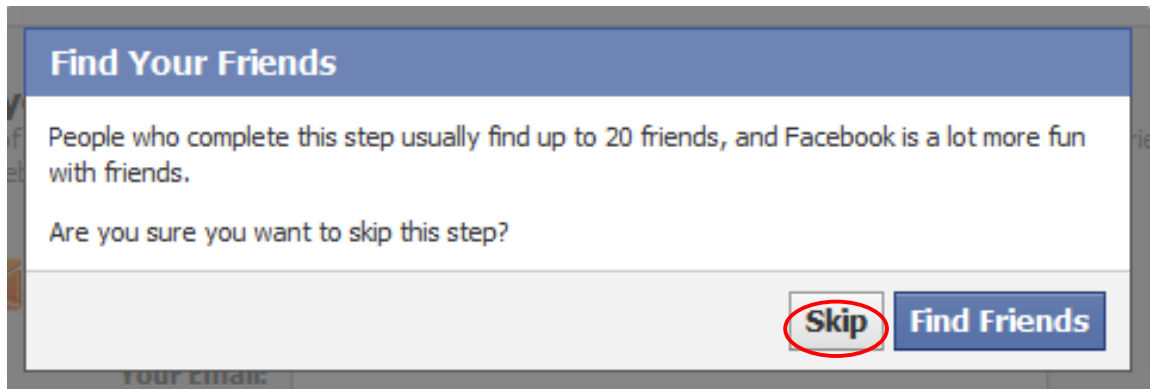 Find Your Friends
People who complete this step usually find up to 20 friends, and Facebook is a lot more fun
with friends.
Are you sure you want to skip this step?
Skip Find Friends
Your Email: